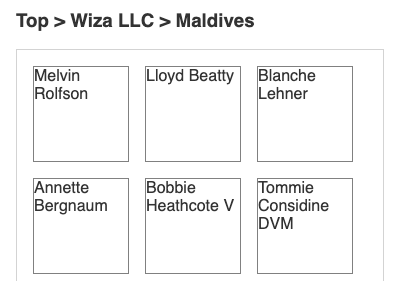 Top > Wiza LLC > Maldives
Melvin
Rolfson
Lloyd Beatty
Blanche
Lehner
Annette
Bergnaum
Bobbie
Heathcote V
Tommie
Considine
DVM